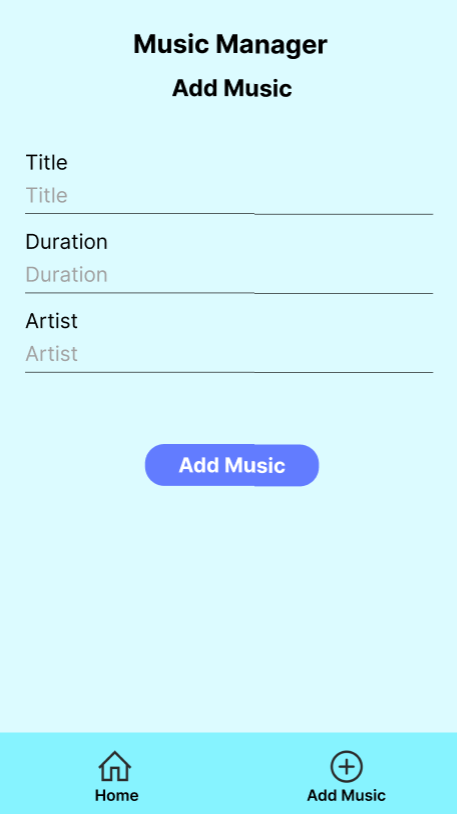 Music Manager
Add Music
Title
Title
Duration
Duration
Artist
Artist
Add Music
Home
Add Music